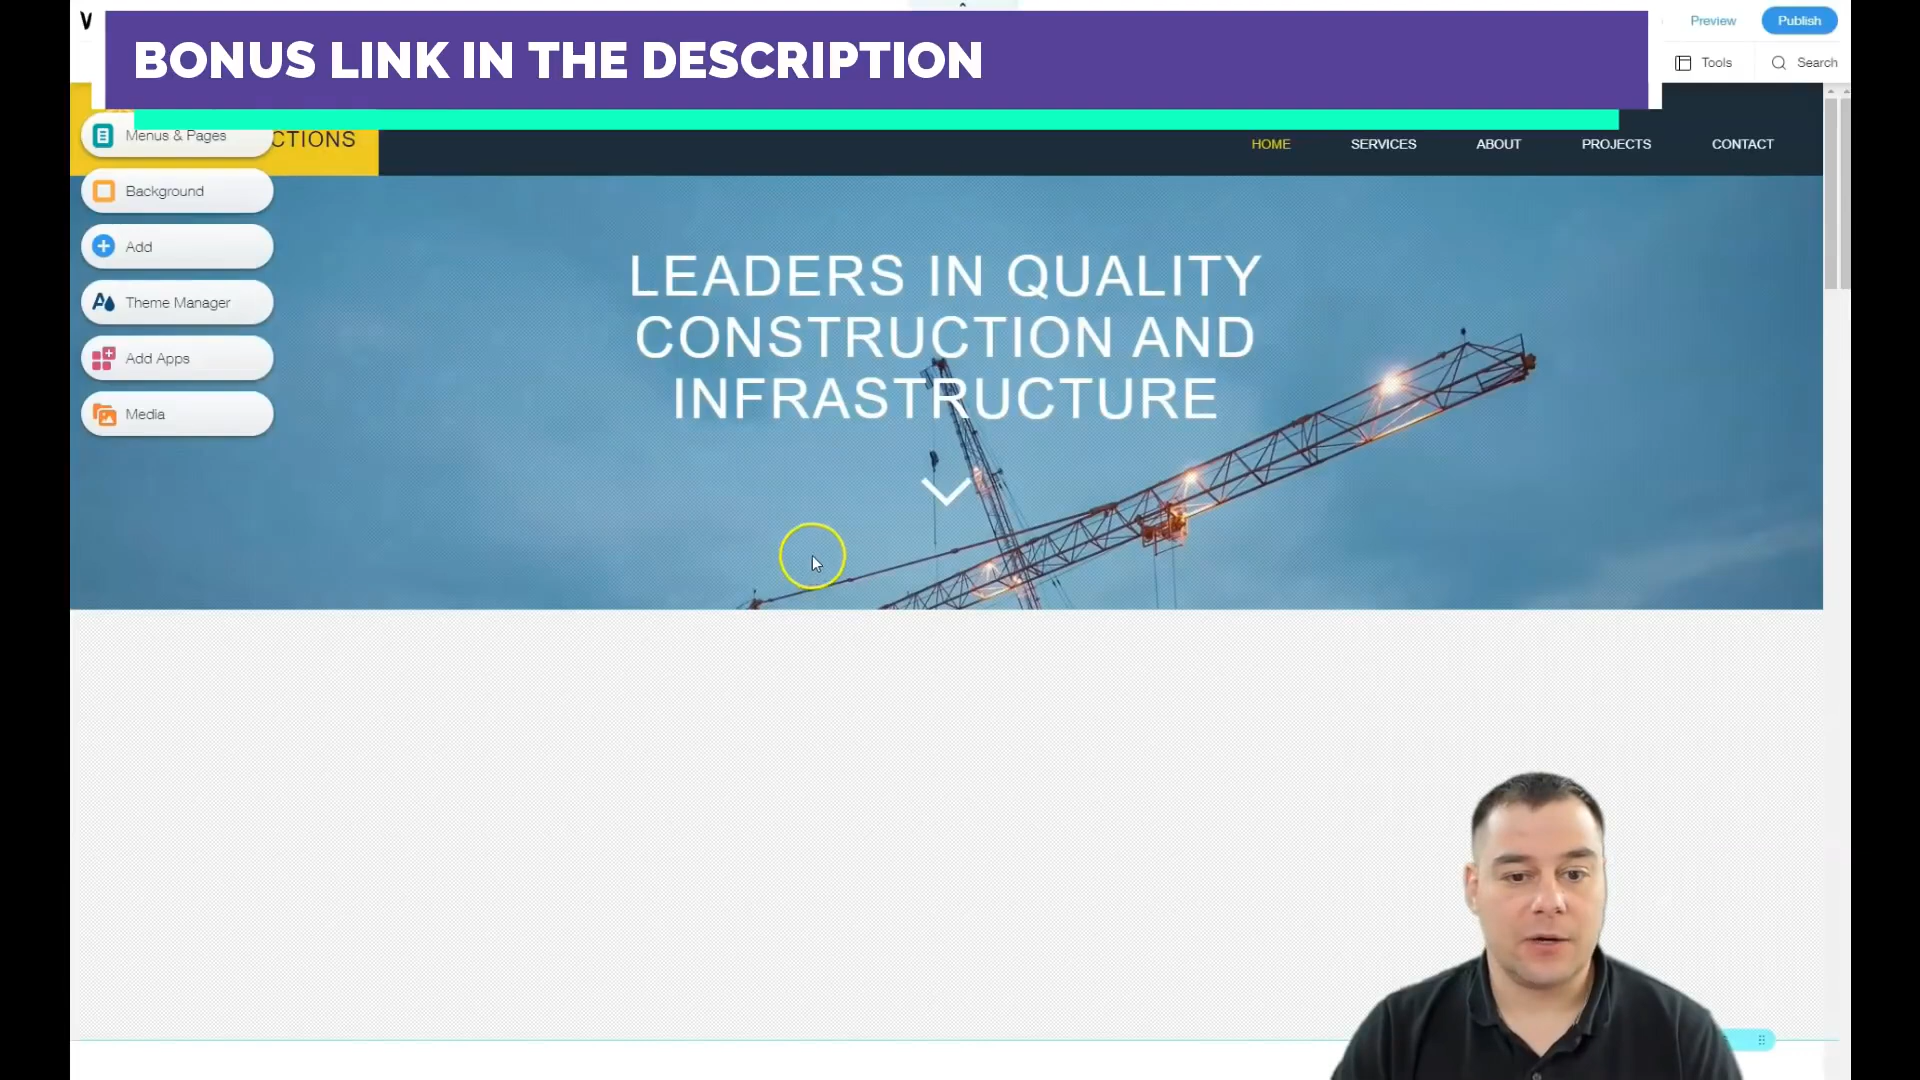 BONUS LINK IN THE DESCRIPTION
Preview
Publish
Tools
Search
Menus & Pages
CTIONS
HOME
SERVICES
ABOUT
PROJECTS
CONTACT
Background
Add
Theme Manager
Add Apps
Media
LEADERS IN QUALITY
CONSTRUCTION AND
INFRASTRUCTURE